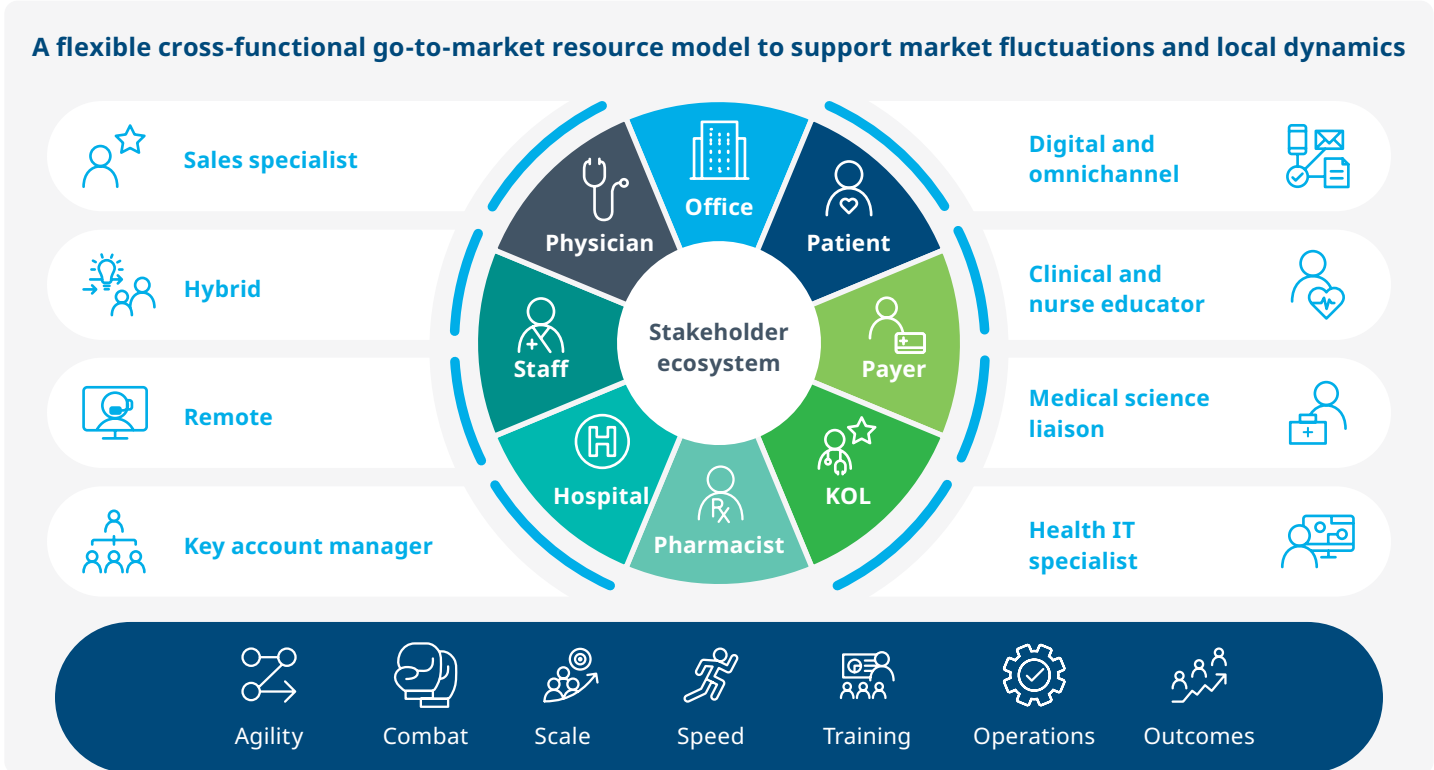 A flexible cross-functional go-to-market resource model to support market fluctuations and local dynamics
Sales specialist
Hybrid
Remote
Key account manager
Office
Patient
Payer
KOL
Pharmacist
Hospital
Staff
Physician
Stakeholder
ecosystem
Digital and
omnichannel
Clinical and
nurse educator
Medical science
liaison
Health IT
specialist
Agility
Combat
Scale
Speed
Training
Operations
Outcomes